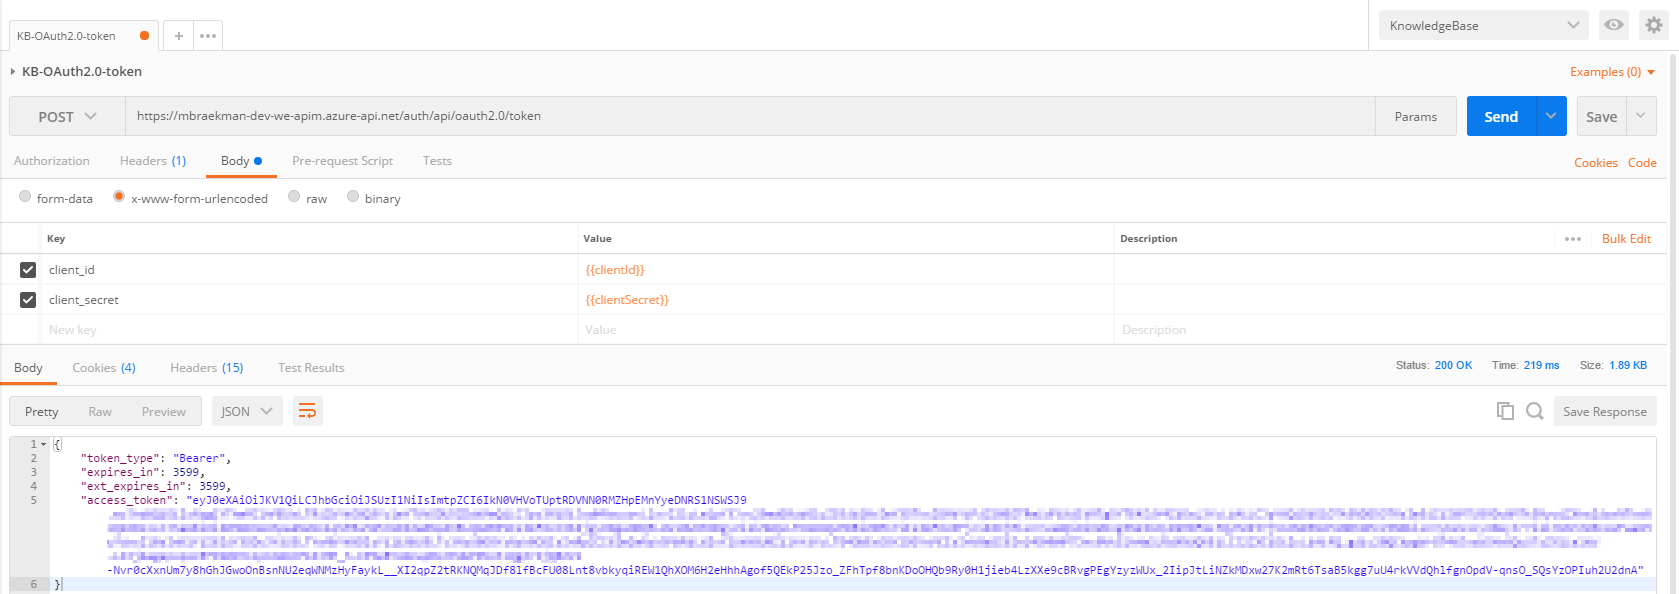 KB-OAuth2.0-token
KnowledgeBase
KB-OAuth2.0-token
Examples (0)
POST
https://mbraekman-dev-we-apim.azure-api.net/auth/api/oauth2.0/token
Params
Send
Save
Authorization
Headers (1)
Body
Pre-request Script
Tests
Cookies
Code
form-data
x-www-form-urlencoded
raw
binary
Key
Value
Description
Bulk Edit
client_id
{{clientId}}
client_secret
{{clientSecret}}
New key
Value
Description
Body
Cookies (4)
Headers (15)
Test Results
Status: 200 OK
Time: 219 ms
Size: 1.89 KB
Pretty
Raw
Preview
JSON
Save Response
1 {
2 "token_type": "Bearer",
3 "expires_in": 3599,
4 "ext_expires_in": 3599,
5 "access_token": "eyJ0eXAiOiJKV1QiLCJhbGciOiJSUzI1NiIsImtpZCI6IkN0VHVoTUptRDVNN0RMZHpEMnYyeDNRS1NSWSJ9
-Nvr0cXxnUm7y8hGhJGwoOnBsnNU2eqWNMzHyFaykL__XI2qpZ2tRKNQMqJDf81fBcFU08Lnt8vbkyqiREW1QhXOM6H2eHhhAgof5QEkP25Jzo_ZFhTpf8bnKDoOHQb9Ry0H1jieb4LzXXe9cBRvgPEgYzyzWUx_2IipJtLiNZkMDxw27K2mRt6TsaB5kgg7uU4rkVVdQhlfgnOpdV-qnsO_SQsYzOPIuh2U2dnA"
6 }